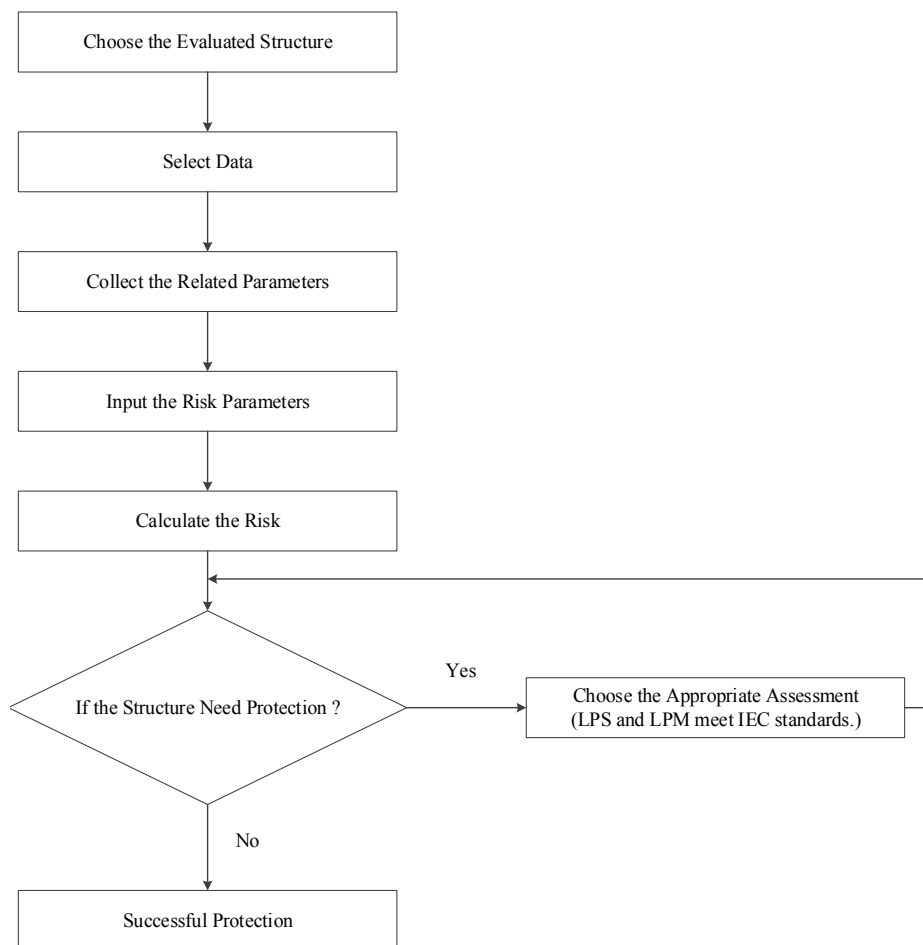 Choose the Evaluated Structure
Select Data
Collect the Related Parameters
Input the Risk Parameters
Calculate the Risk
If the Structure Need Protection ?
Yes
Choose the Appropriate Assessment
(LPS and LPM meet IEC standards.)
No
Successful Protection